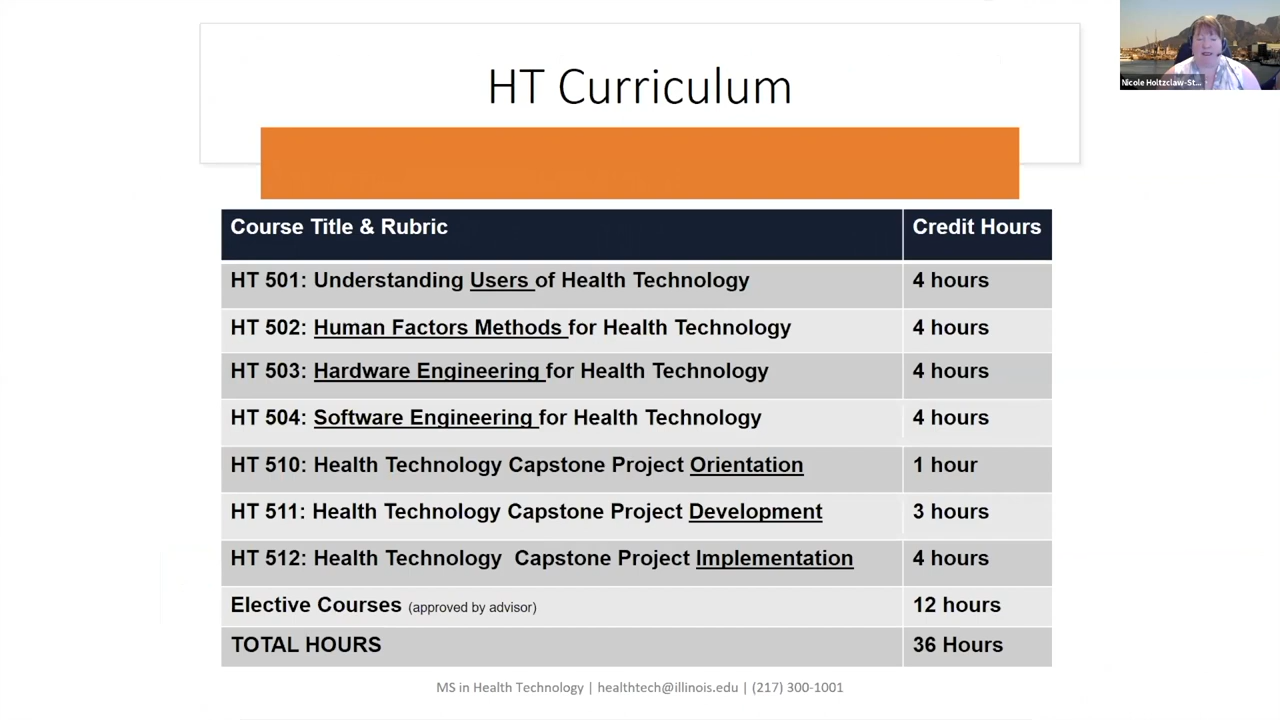 HT Curriculum
Nicole Holtzclaw-St...
Course Title & Rubric Credit Hours
HT 501: Understanding Users of Health Technology 4 hours
HT 502: Human Factors Methods for Health Technology 4 hours
HT 503: Hardware Engineering for Health Technology 4 hours
HT 504: Software Engineering for Health Technology 4 hours
HT 510: Health Technology Capstone Project Orientation 1 hour
HT 511: Health Technology Capstone Project Development 3 hours
HT 512: Health Technology Capstone Project Implementation 4 hours
Elective Courses (approved by advisor) 12 hours
TOTAL HOURS 36 Hours
MS in Health Technology | healthtech@illinois.edu | (217) 300-1001